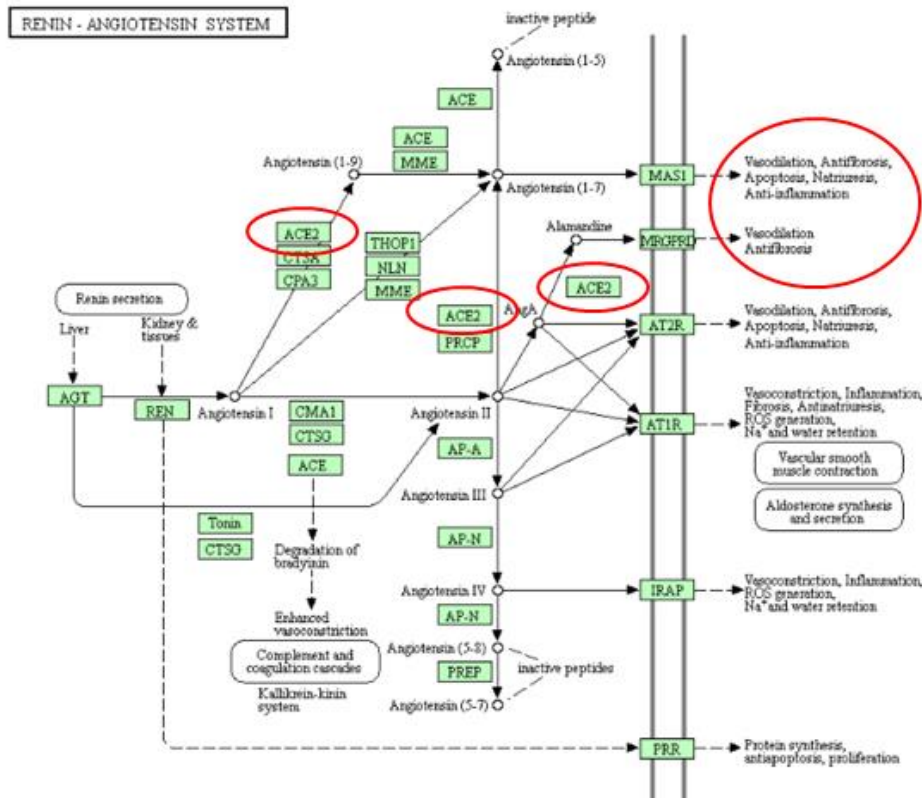 RENIN - ANGIOTENSIN SYSTEM
inactive peptide
Angiotensin (1-5)
ACE
ACE
MME
Angiotensin (1-9)
Angiotensin (1-7)
MAS1
Vasodilation, Antifibrosis,
Apoptosis, Natriuresis,
Anti-inflammation
ACE2
CTSA
CPA3
THOP1
NLN
MME
Alamandine
MRGPRD
Vasodilation
Antifibrosis
ACE2
ACE2
PRCP
AngA
AT2R
Vasodilation, Antifibrosis,
Apoptosis, Natriuresis,
Anti-inflammation
Renin secretion
Liver
Kidney &
tissues
AGT
REN
Angiotensin I
CMA1
CTSG
ACE
Angiotensin II
AP-A
AT1R
Vasoconstriction, Inflammation,
Fibrosis, Antinatriuresis,
ROS generation,
Na⁺ and water retention
Vascular smooth
muscle contraction
Aldosterone synthesis
and secretion
Angiotensin III
Tonin
CTSG
Degradation of
bradyinin
AP-N
Angiotensin IV
IRAP
Vasoconstriction, Inflammation,
ROS generation,
Na⁺ and water retention
Enhanced
vasoconstriction
AP-N
Complement and
coagulation cascades
Kallikrein-kinin
system
Angiotensin (5-8)
PREP
inactive peptides
Angiotensin (5-7)
PRR
Protein synthesis,
antiapoptosis, proliferation